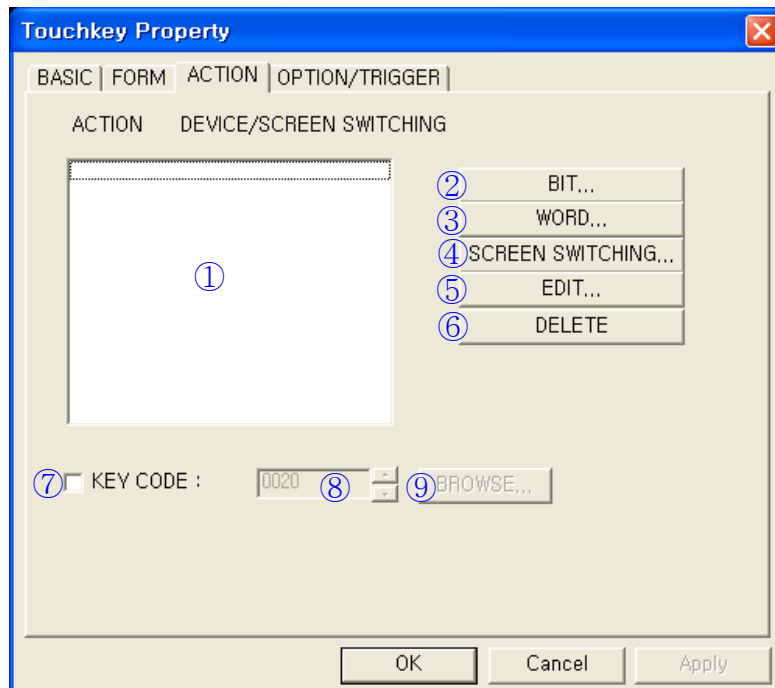 Touchkey Property
BASIC | FORM ACTION OPTION/TRIGGER |
ACTION DEVICE/SCREEN SWITCHING
① 
② BIT...
③ WORD...
④ SCREEN SWITCHING...
⑤ EDIT...
⑥ DELETE
⑦ KEY CODE : 0020 ⑧ ⑨ BROWSE...
OK Cancel Apply